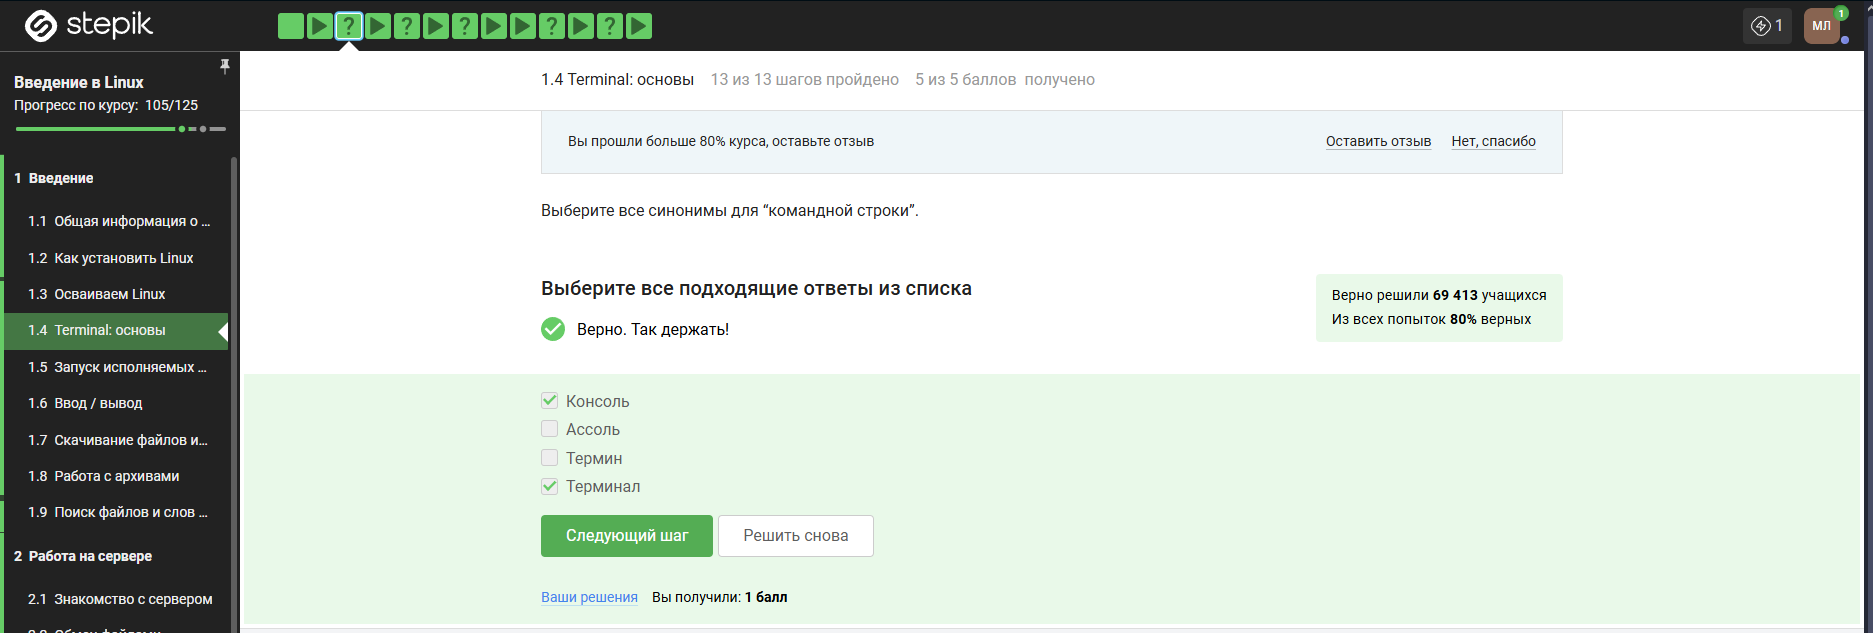 stepik
1
МЛ
1
Введение в Linux
Прогресс по курсу: 105/125
1 Введение
1.1 Общая информация о ...
1.2 Как установить Linux
1.3 Осваиваем Linux
1.4 Terminal: основы
1.5 Запуск исполняемых ...
1.6 Ввод / вывод
1.7 Скачивание файлов и...
1.8 Работа с архивами
1.9 Поиск файлов и слов ...
2 Работа на сервере
2.1 Знакомство с сервером
1.4 Terminal: основы 13 из 13 шагов пройдено 5 из 5 баллов получено
Вы прошли больше 80% курса, оставьте отзыв Оставить отзыв Нет, спасибо
Выберите все синонимы для “командной строки”.
Выберите все подходящие ответы из списка
Верно. Так держать!
Верно решили 69 413 учащихся
Из всех попыток 80% верных
Консоль
Ассоль
Термин
Терминал
Следующий шаг Решить снова
Ваши решения Вы получили: 1 балл